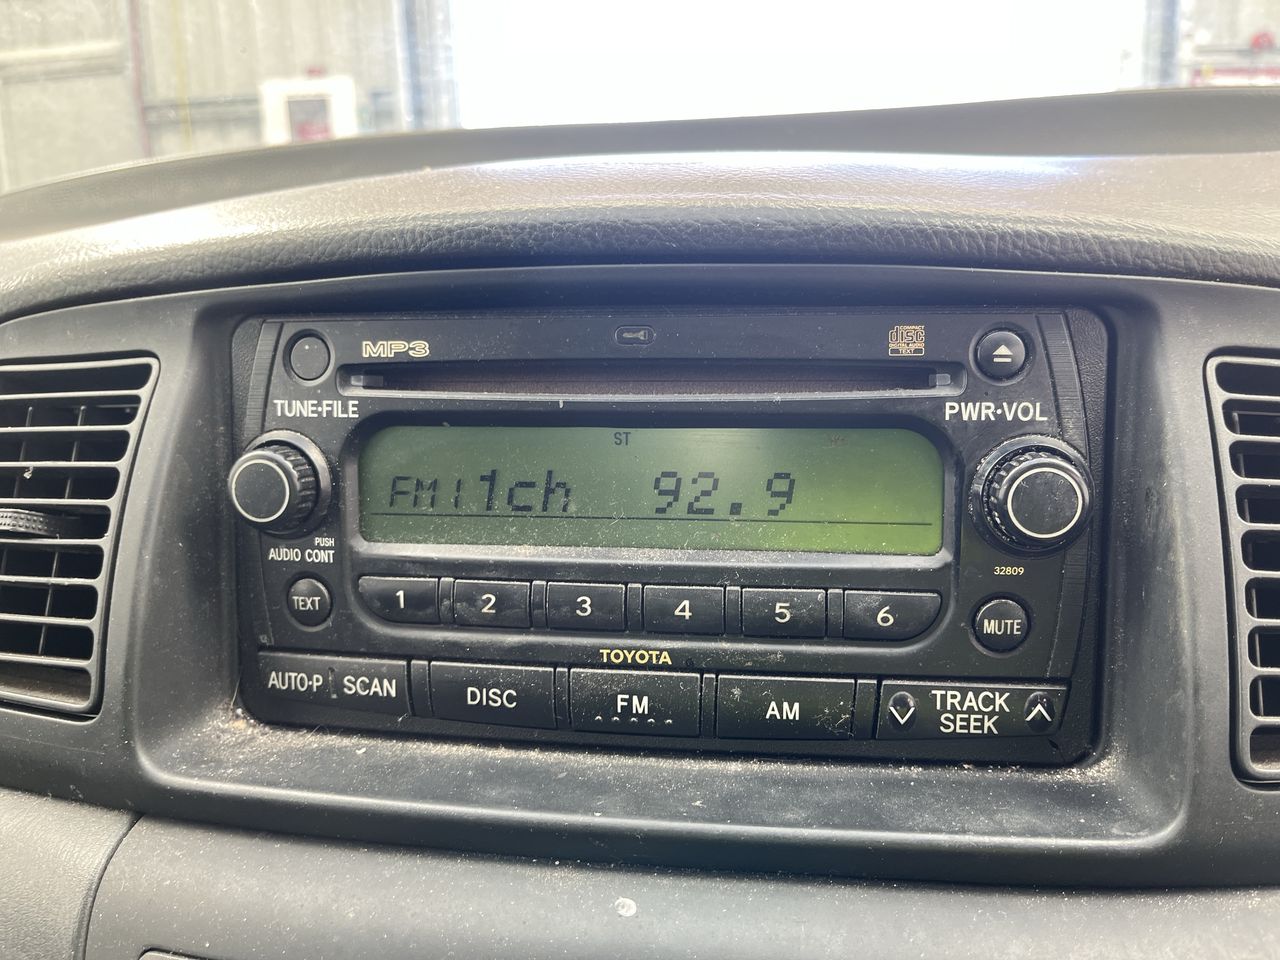 MP3
COMPACT
disc
DIGITAL AUDIO
TEXT
TUNE•FILE
PWR•VOL
ST
FM1 1ch 92.9
PUSH
AUDIO CONT
32809
TEXT
1 2 3 4 5 6
MUTE
TOYOTA
AUTO•P SCAN DISC FM AM TRACK
SEEK